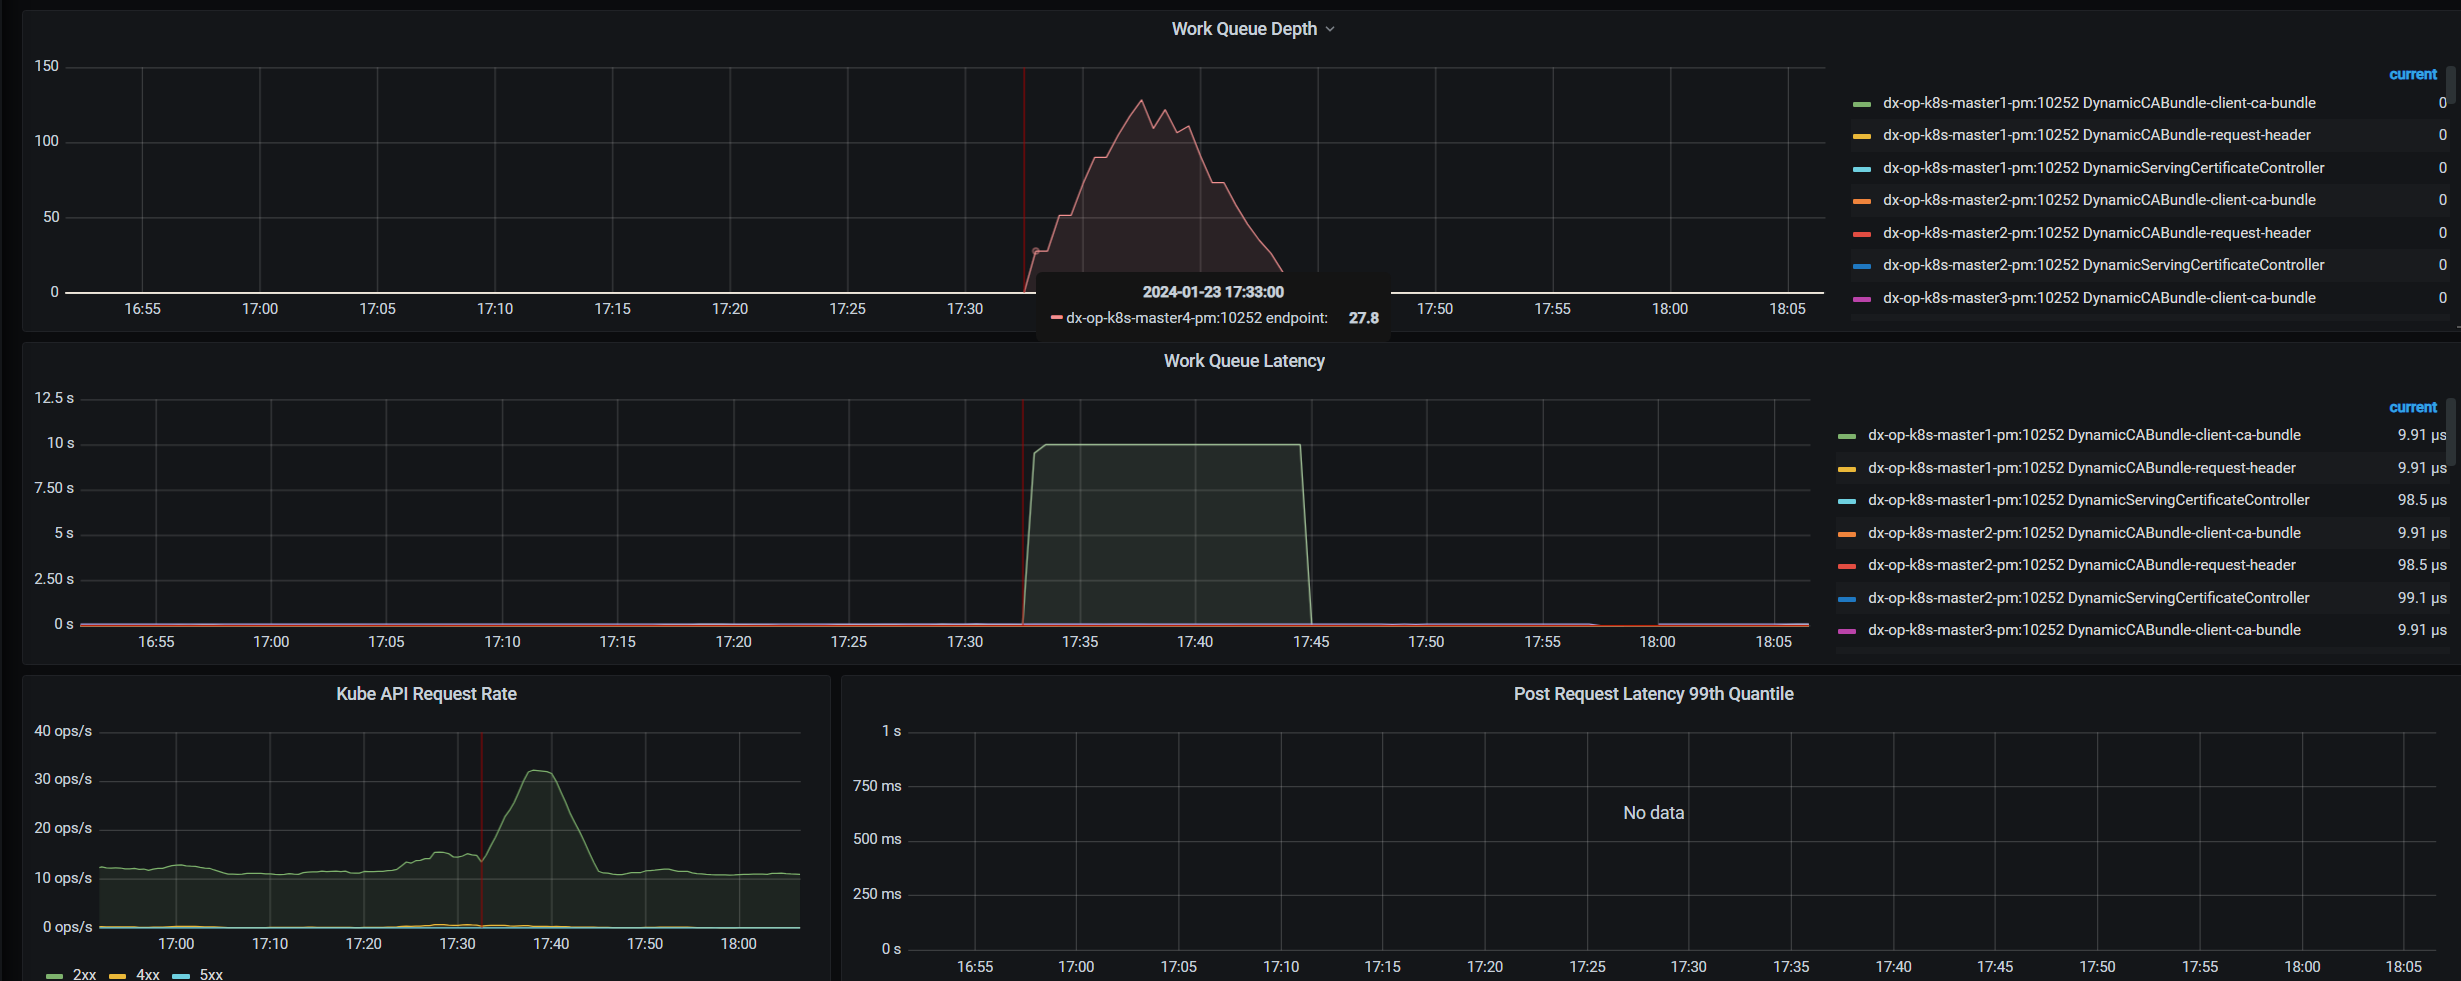 Work Queue Depth
150
100
50
0
16:55 17:00 17:05 17:10 17:15 17:20 17:25 17:30 17:50 17:55 18:00 18:05
2024-01-23 17:33:00
dx-op-k8s-master4-pm:10252 endpoint: 27.8
current
dx-op-k8s-master1-pm:10252 DynamicCABundle-client-ca-bundle 0
dx-op-k8s-master1-pm:10252 DynamicCABundle-request-header 0
dx-op-k8s-master1-pm:10252 DynamicServingCertificateController 0
dx-op-k8s-master2-pm:10252 DynamicCABundle-client-ca-bundle 0
dx-op-k8s-master2-pm:10252 DynamicCABundle-request-header 0
dx-op-k8s-master2-pm:10252 DynamicServingCertificateController 0
dx-op-k8s-master3-pm:10252 DynamicCABundle-client-ca-bundle 0
Work Queue Latency
12.5 s
10 s
7.50 s
5 s
2.50 s
0 s
16:55 17:00 17:05 17:10 17:15 17:20 17:25 17:30 17:35 17:40 17:45 17:50 17:55 18:00 18:05
current
dx-op-k8s-master1-pm:10252 DynamicCABundle-client-ca-bundle 9.91 µs
dx-op-k8s-master1-pm:10252 DynamicCABundle-request-header 9.91 µs
dx-op-k8s-master1-pm:10252 DynamicServingCertificateController 98.5 µs
dx-op-k8s-master2-pm:10252 DynamicCABundle-client-ca-bundle 9.91 µs
dx-op-k8s-master2-pm:10252 DynamicCABundle-request-header 98.5 µs
dx-op-k8s-master2-pm:10252 DynamicServingCertificateController 99.1 µs
dx-op-k8s-master3-pm:10252 DynamicCABundle-client-ca-bundle 9.91 µs
Kube API Request Rate
40 ops/s
30 ops/s
20 ops/s
10 ops/s
0 ops/s
17:00 17:10 17:20 17:30 17:40 17:50 18:00
2xx 4xx 5xx
Post Request Latency 99th Quantile
1 s
750 ms
500 ms
250 ms
0 s
No data
16:55 17:00 17:05 17:10 17:15 17:20 17:25 17:30 17:35 17:40 17:45 17:50 17:55 18:00 18:05